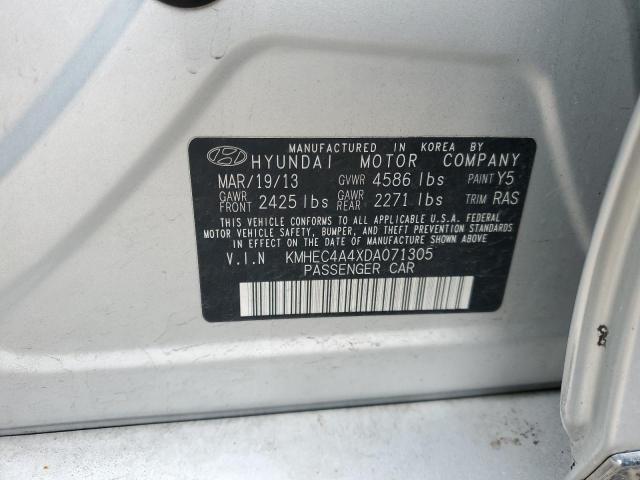 MANUFACTURED IN KOREA BY
HYUNDAI MOTOR COMPANY
MAR/19/13 GVWR 4586 lbs PAINT Y5
GAWR FRONT 2425 lbs GAWR REAR 2271 lbs TRIM RAS
THIS VEHICLE CONFORMS TO ALL APPLICABLE U.S.A. FEDERAL
MOTOR VEHICLE SAFETY, BUMPER, AND THEFT PREVENTION STANDARDS
IN EFFECT ON THE DATE OF MANUFACTURE SHOWN ABOVE.
V.I.N KMHEC4A4XDA071305
PASSENGER CAR